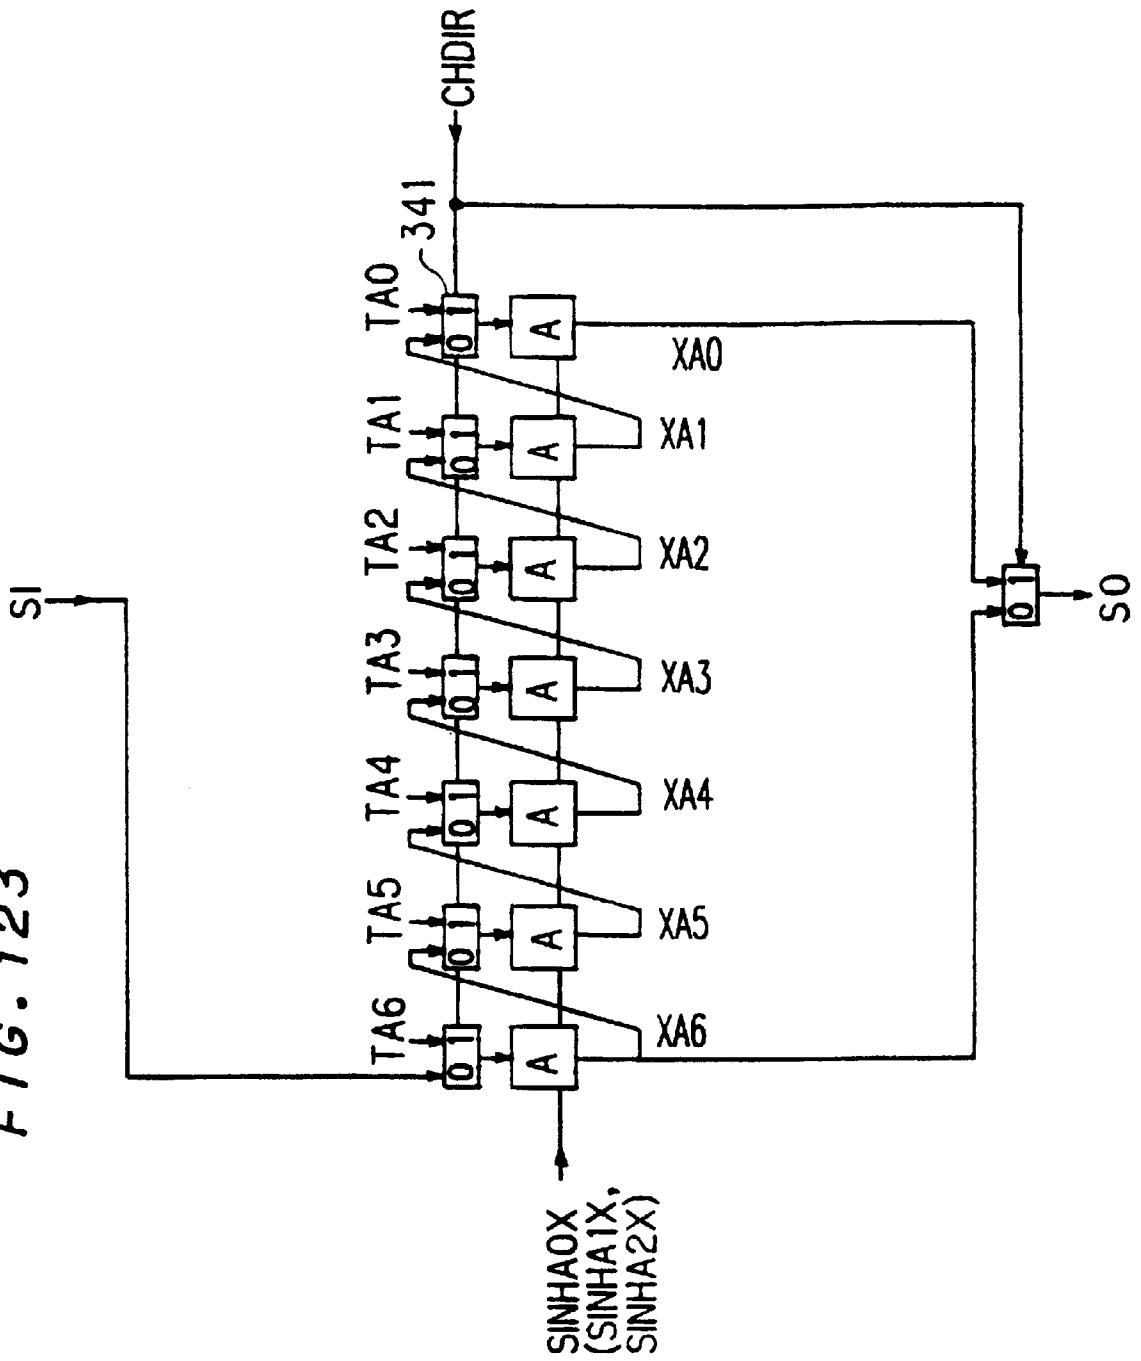 FIG. 123
SI
CHDIR
341
TA6
TA5
TA4
TA3
TA2
TA1
TA0
0 1
0 1
0 1
0 1
0 1
0 1
0 1
A
A
A
A
A
A
A
XA6
XA5
XA4
XA3
XA2
XA1
XA0
SINHA0X
(SINHA1X,
SINHA2X)
0 1
SO